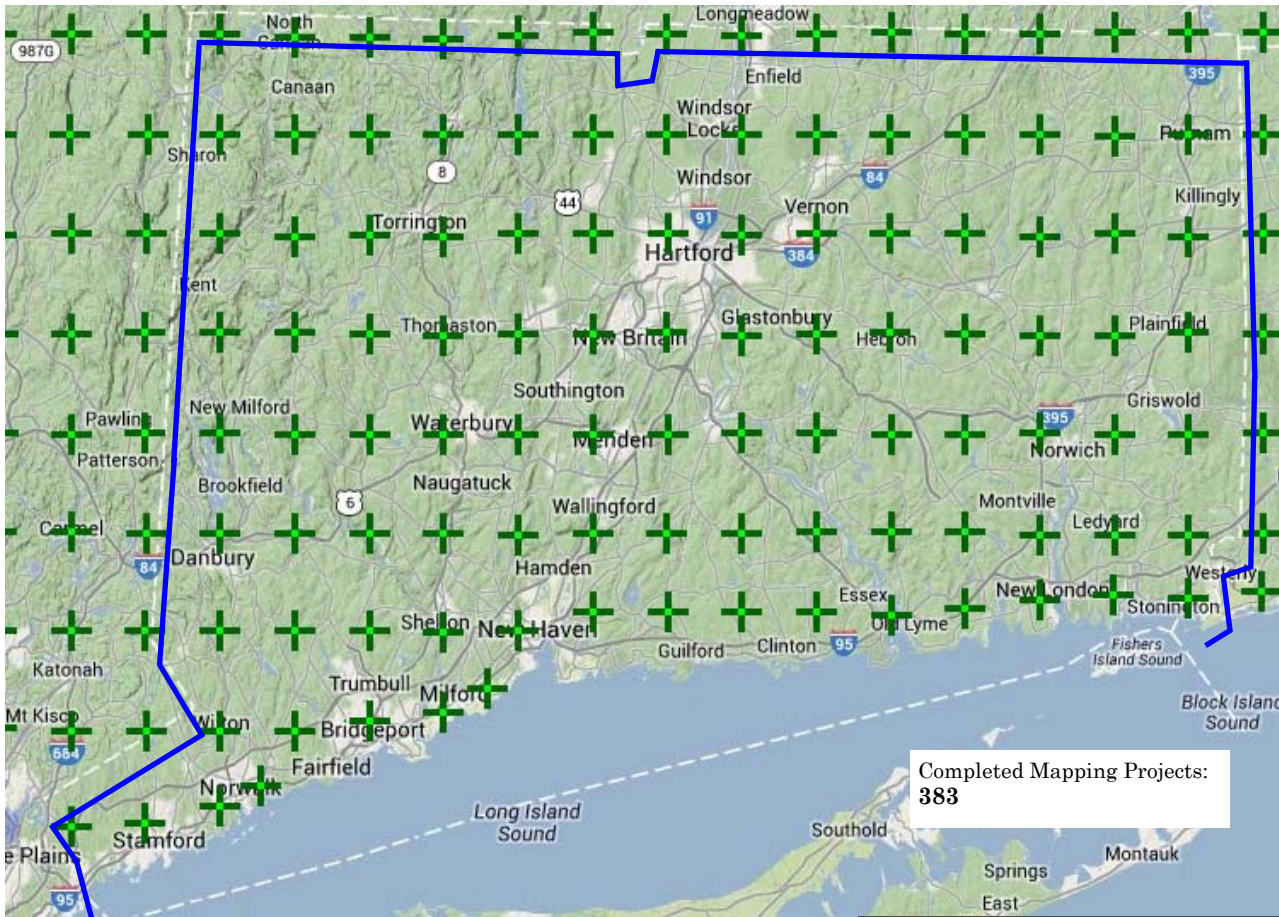 Longmeadow
North
Canaan
987G
395
Enfield
Canaan
Windsor
Locks
Putnam
Sharon
8
84
Windsor
44
Killingly
91
Vernon
Torrington
Hartford
384
Kent
Glastonbury
Thomaston
Plainfield
New Britain
Hebron
Southington
Griswold
New Milford
Pawling
395
Waterbury
Meriden
Norwich
Patterson
Naugatuck
Brookfield
6
Wallingford
Montville
Carmel
Ledyard
Danbury
84
Hamden
Westerly
New London
Essex
Stonington
Shelton
New Haven
Old Lyme
Guilford
Clinton
95
Fishers
Island Sound
Katonah
Trumbull
Milford
Block Island
Sound
Mt Kisco
Wilton
Bridgeport
684
Fairfield
Completed Mapping Projects:
383
Norwalk
Long Island
Sound
Southold
Stamford
e Plains
Montauk
Springs
95
East